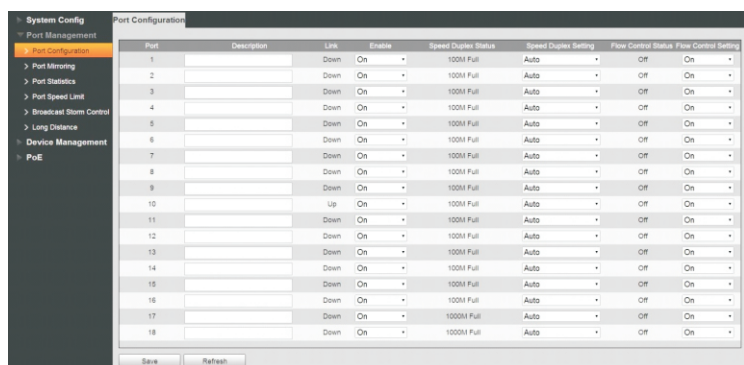 System Config
Port Management
> Port Configuration
> Port Mirroring
> Port Statistics
> Port Speed Limit
> Broadcast Storm Control
> Long Distance
Device Management
PoE
Port Configuration
Port Description Link Enable Speed Duplex Status Speed Duplex Setting Flow Control Status Flow Control Setting
1 Down On 100M Full Auto Off On
2 Down On 100M Full Auto Off On
3 Down On 100M Full Auto Off On
4 Down On 100M Full Auto Off On
5 Down On 100M Full Auto Off On
6 Down On 100M Full Auto Off On
7 Down On 100M Full Auto Off On
8 Down On 100M Full Auto Off On
9 Down On 100M Full Auto Off On
10 Up On 100M Full Auto Off On
11 Down On 100M Full Auto Off On
12 Down On 100M Full Auto Off On
13 Down On 100M Full Auto Off On
14 Down On 100M Full Auto Off On
15 Down On 100M Full Auto Off On
16 Down On 100M Full Auto Off On
17 Down On 1000M Full Auto Off On
18 Down On 1000M Full Auto Off On
Save Refresh